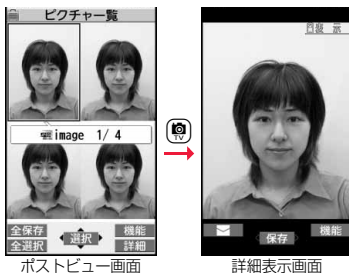 ピクチャ一覧
image 1/ 4
全保存
機能
選択
全選択
詳細
TV
保存
機能
ポストビュー画面
詳細表示画面